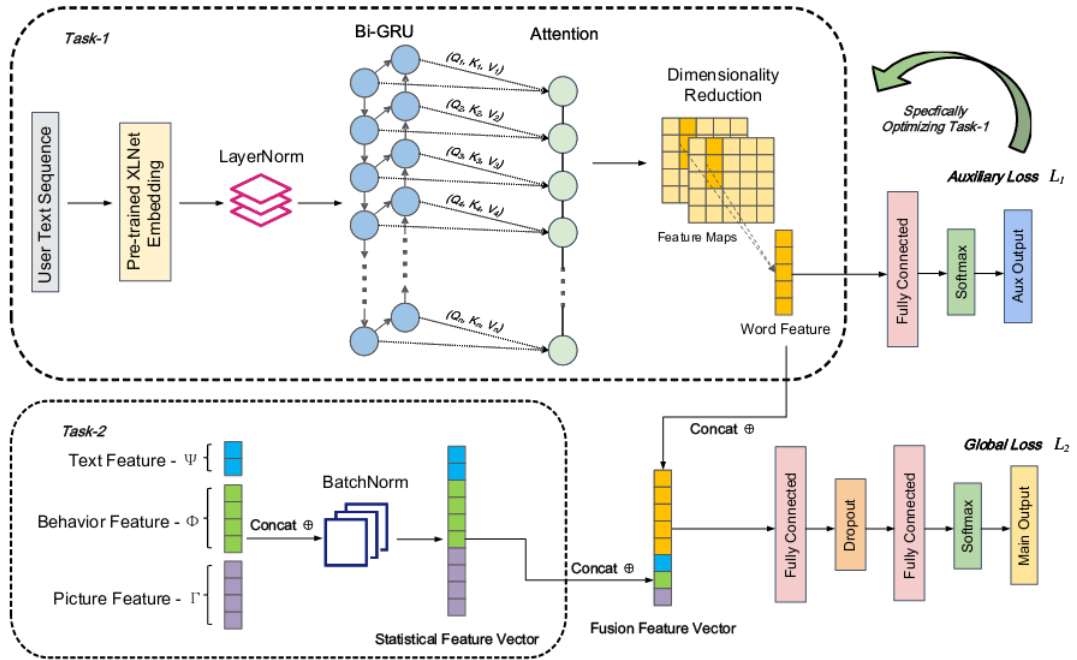 Task-1
User Text Sequence
Pre-trained XLNet
Embedding
LayerNorm
Bi-GRU
(Q1, K1, V1)
(Q2, K2, V2)
(Q3, K3, V3)
(Q4, K4, V4)
(Qn, Kn, Vn)
Attention
Dimensionality
Reduction
Feature Maps
Word Feature
Specfically
Optimizing Task-1
Auxiliary Loss L1
Fully Connected
Softmax
Aux Output
Task-2
Text Feature - Ψ
Behavior Feature - Φ
Picture Feature - Γ
Concat ⊕
BatchNorm
Statistical Feature Vector
Concat ⊕
Concat ⊕
Fusion Feature Vector
Global Loss L2
Fully Connected
Dropout
Fully Connected
Softmax
Main Output